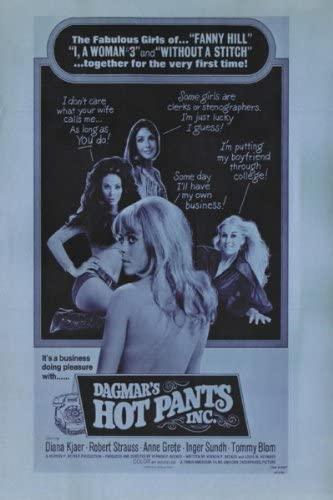 The Fabulous Girls of... "FANNY HILL"
"I, A WOMAN #3" and "WITHOUT A STITCH"
...together for the very first time!
I don't care
what your wife
calls me...
As long as
YOU do!
Some girls are
clerks or stenographers.
I'm just lucky
I guess!
I'm putting
my boyfriend
through
college!
Some day
I'll have
my own
business!
It's a business
doing pleasure
with......
DAGMAR'S
HOT PANTS
INC.
Starring
Diana Kjaer · Robert Strauss · Anne Grete · Inger Sundh · Tommy Blom